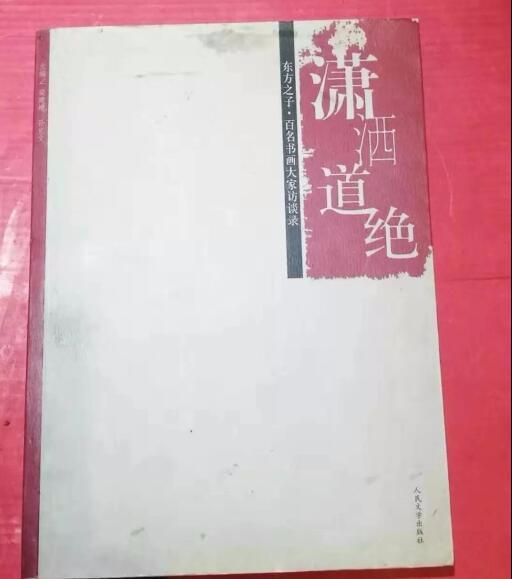 潇洒道绝
东方之子·百名书画大家访谈录
人民文学出版社